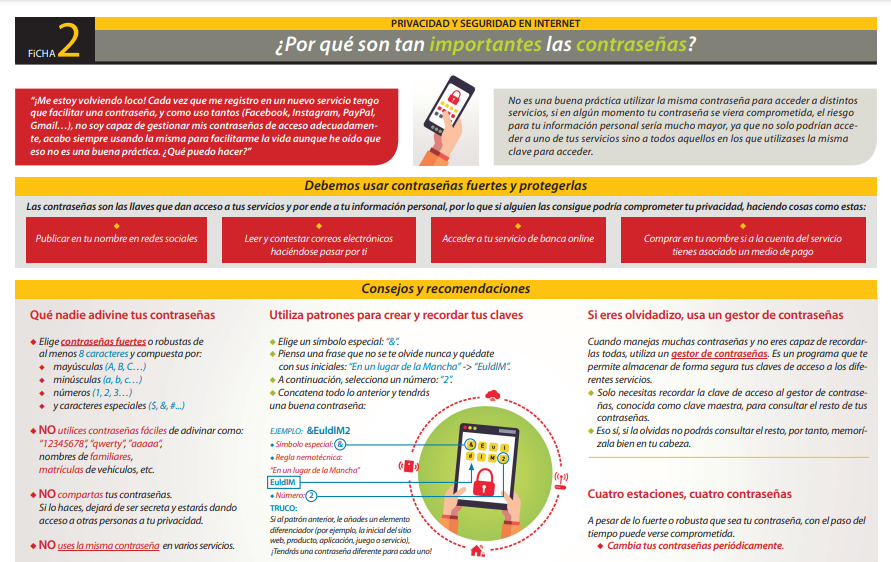 PRIVACIDAD Y SEGURIDAD EN INTERNET
FiCHA 2
¿Por qué son tan importantes las contraseñas?
"¡Me estoy volviendo loco! Cada vez que me registro en un nuevo servicio tengo
que facilitar una contraseña, y como uso tantos (Facebook, Instagram, PayPal,
Gmail…), no soy capaz de gestionar mis contraseñas de acceso adecuadamen-
te, acabo siempre usando la misma para facilitarme la vida aunque he oído que
eso no es una buena práctica. ¿Qué puedo hacer?"
No es una buena práctica utilizar la misma contraseña para acceder a distintos
servicios, si en algún momento tu contraseña se viera comprometida, el riesgo
para tu información personal sería mucho mayor, ya que no solo podrían acce-
der a uno de tus servicios sino a todos aquellos en los que utilizases la misma
clave para acceder.
Debemos usar contraseñas fuertes y protegerlas
Las contraseñas son las llaves que dan acceso a tus servicios y por ende a tu información personal, por lo que si alguien las consigue podría comprometer tu privacidad, haciendo cosas como estas:
Publicar en tu nombre en redes sociales
Leer y contestar correos electrónicos
haciéndose pasar por ti
Acceder a tu servicio de banca online
Comprar en tu nombre si a la cuenta del servicio
tienes asociado un medio de pago
Consejos y recomendaciones
Qué nadie adivine tus contraseñas
Elige contraseñas fuertes o robustas de
al menos 8 caracteres y compuesta por:
mayúsculas (A, B, C…)
minúsculas (a, b, c…)
números (1, 2, 3…)
y caracteres especiales ($, &, #...)
NO utilices contraseñas fáciles de adivinar como:
"12345678", "qwerty", "aaaaa",
nombres de familiares,
matrículas de vehículos, etc.
NO compartas tus contraseñas.
Si lo haces, dejará de ser secreta y estarás dando
acceso a otras personas a tu privacidad.
NO uses la misma contraseña en varios servicios.
Utiliza patrones para crear y recordar tus claves
Elige un símbolo especial: "&".
Piensa una frase que no se te olvide nunca y quédate
con sus iniciales: "En un lugar de la Mancha" -> "EuldlM".
A continuación, selecciona un número: "2".
Concatena todo lo anterior y tendrás
una buena contraseña:
EJEMPLO: &EuldlM2
Símbolo especial: &
Regla nemotécnica:
"En un lugar de la Mancha"
EuldlM
Número: 2
TRUCO:
Si al patrón anterior, le añades un elemento
diferenciador (por ejemplo, la inicial del sitio
web, producto, aplicación, juego o servicio),
¡Tendrás una contraseña diferente para cada uno!
& E u l
d l M 2
Si eres olvidadizo, usa un gestor de contraseñas
Cuando manejas muchas contraseñas y no eres capaz de recordar-
las todas, utiliza un gestor de contraseñas. Es un programa que te
permite almacenar de forma segura tus claves de acceso a los dife-
rentes servicios.
Solo necesitas recordar la clave de acceso al gestor de contra-
señas, conocida como clave maestra, para consultar el resto de tus
contraseñas.
Eso sí, si la olvidas no podrás consultar el resto, por tanto, memorí-
zala bien en tu cabeza.
Cuatro estaciones, cuatro contraseñas
A pesar de lo fuerte o robusta que sea tu contraseña, con el paso del
tiempo puede verse comprometida.
Cambia tus contraseñas periódicamente.